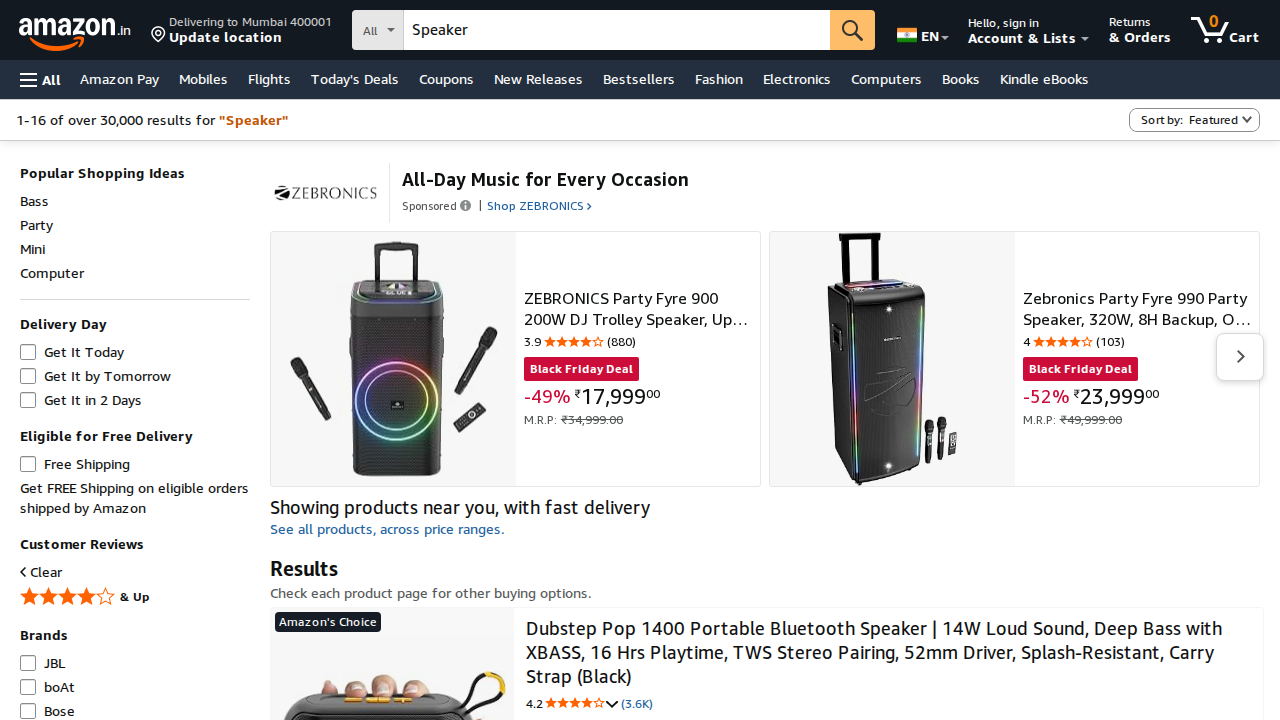 amazon.in
Delivering to Mumbai 400001
Update location
All
Speaker
EN
Hello, sign in
Account & Lists
Returns
& Orders
0
Cart
All
Amazon Pay
Mobiles
Flights
Today's Deals
Coupons
New Releases
Bestsellers
Fashion
Electronics
Computers
Books
Kindle eBooks
1-16 of over 30,000 results for "Speaker"
Sort by: Featured
Popular Shopping Ideas
Bass
Party
Mini
Computer
Delivery Day
Get It Today
Get It by Tomorrow
Get It in 2 Days
Eligible for Free Delivery
Free Shipping
Get FREE Shipping on eligible orders
shipped by Amazon
Customer Reviews
Clear
& Up
Brands
JBL
boAt
Bose
ZEBRONICS
All-Day Music for Every Occasion
Sponsored | Shop ZEBRONICS
ZEBRONICS Party Fyre 900
200W DJ Trolley Speaker, Up…
3.9 (880)
Black Friday Deal
-49% ₹17,999.00
M.R.P: ₹34,999.00
Zebronics Party Fyre 990 Party
Speaker, 320W, 8H Backup, O…
4 (103)
Black Friday Deal
-52% ₹23,999.00
M.R.P: ₹49,999.00
Showing products near you, with fast delivery
See all products, across price ranges.
Results
Check each product page for other buying options.
Amazon's Choice
Dubstep Pop 1400 Portable Bluetooth Speaker | 14W Loud Sound, Deep Bass with
XBASS, 16 Hrs Playtime, TWS Stereo Pairing, 52mm Driver, Splash-Resistant, Carry
Strap (Black)
4.2 (3.6K)